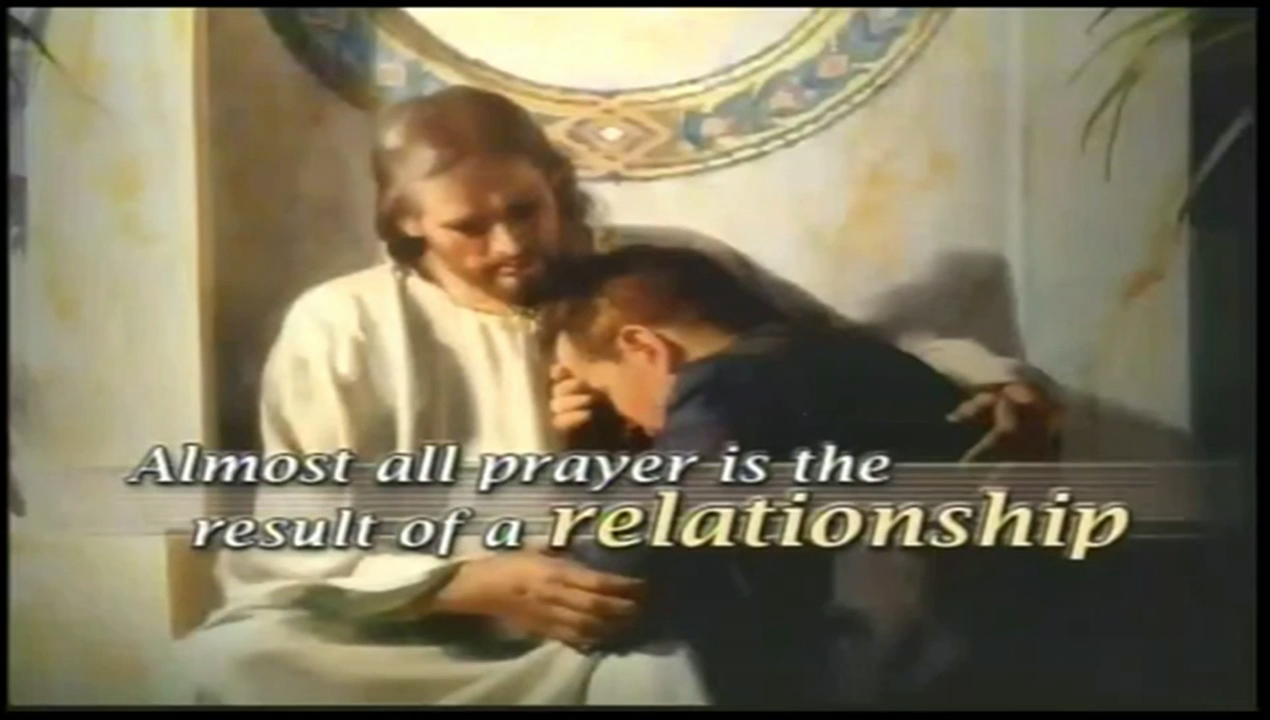 Almost all prayer is the
result of a relationship